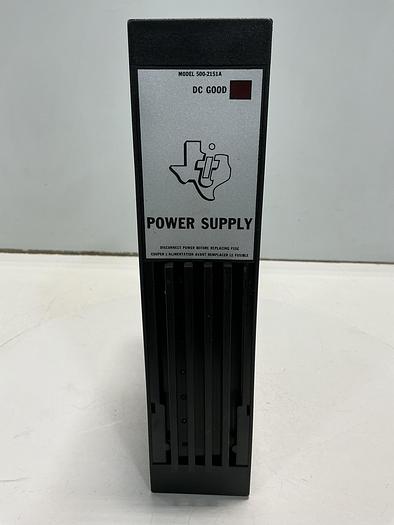 MODEL 500-2151A
DC GOOD
POWER SUPPLY
DISCONNECT POWER BEFORE REPLACING FUSE
COUPER L'ALIMENTATION AVANT REMPLACER LE FUSIBLE